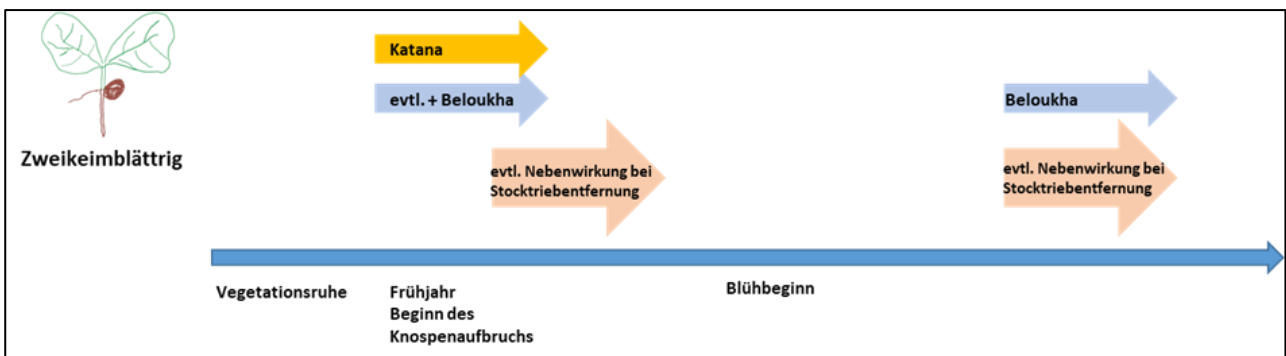 Katana
evtl. + Beloukha
Beloukha
Zweikeimblättrig
evtl. Nebenwirkung bei
Stocktriebentfernung
evtl. Nebenwirkung bei
Stocktriebentfernung
Vegetationsruhe
Frühjahr
Beginn des
Knospenaufbruchs
Blühbeginn